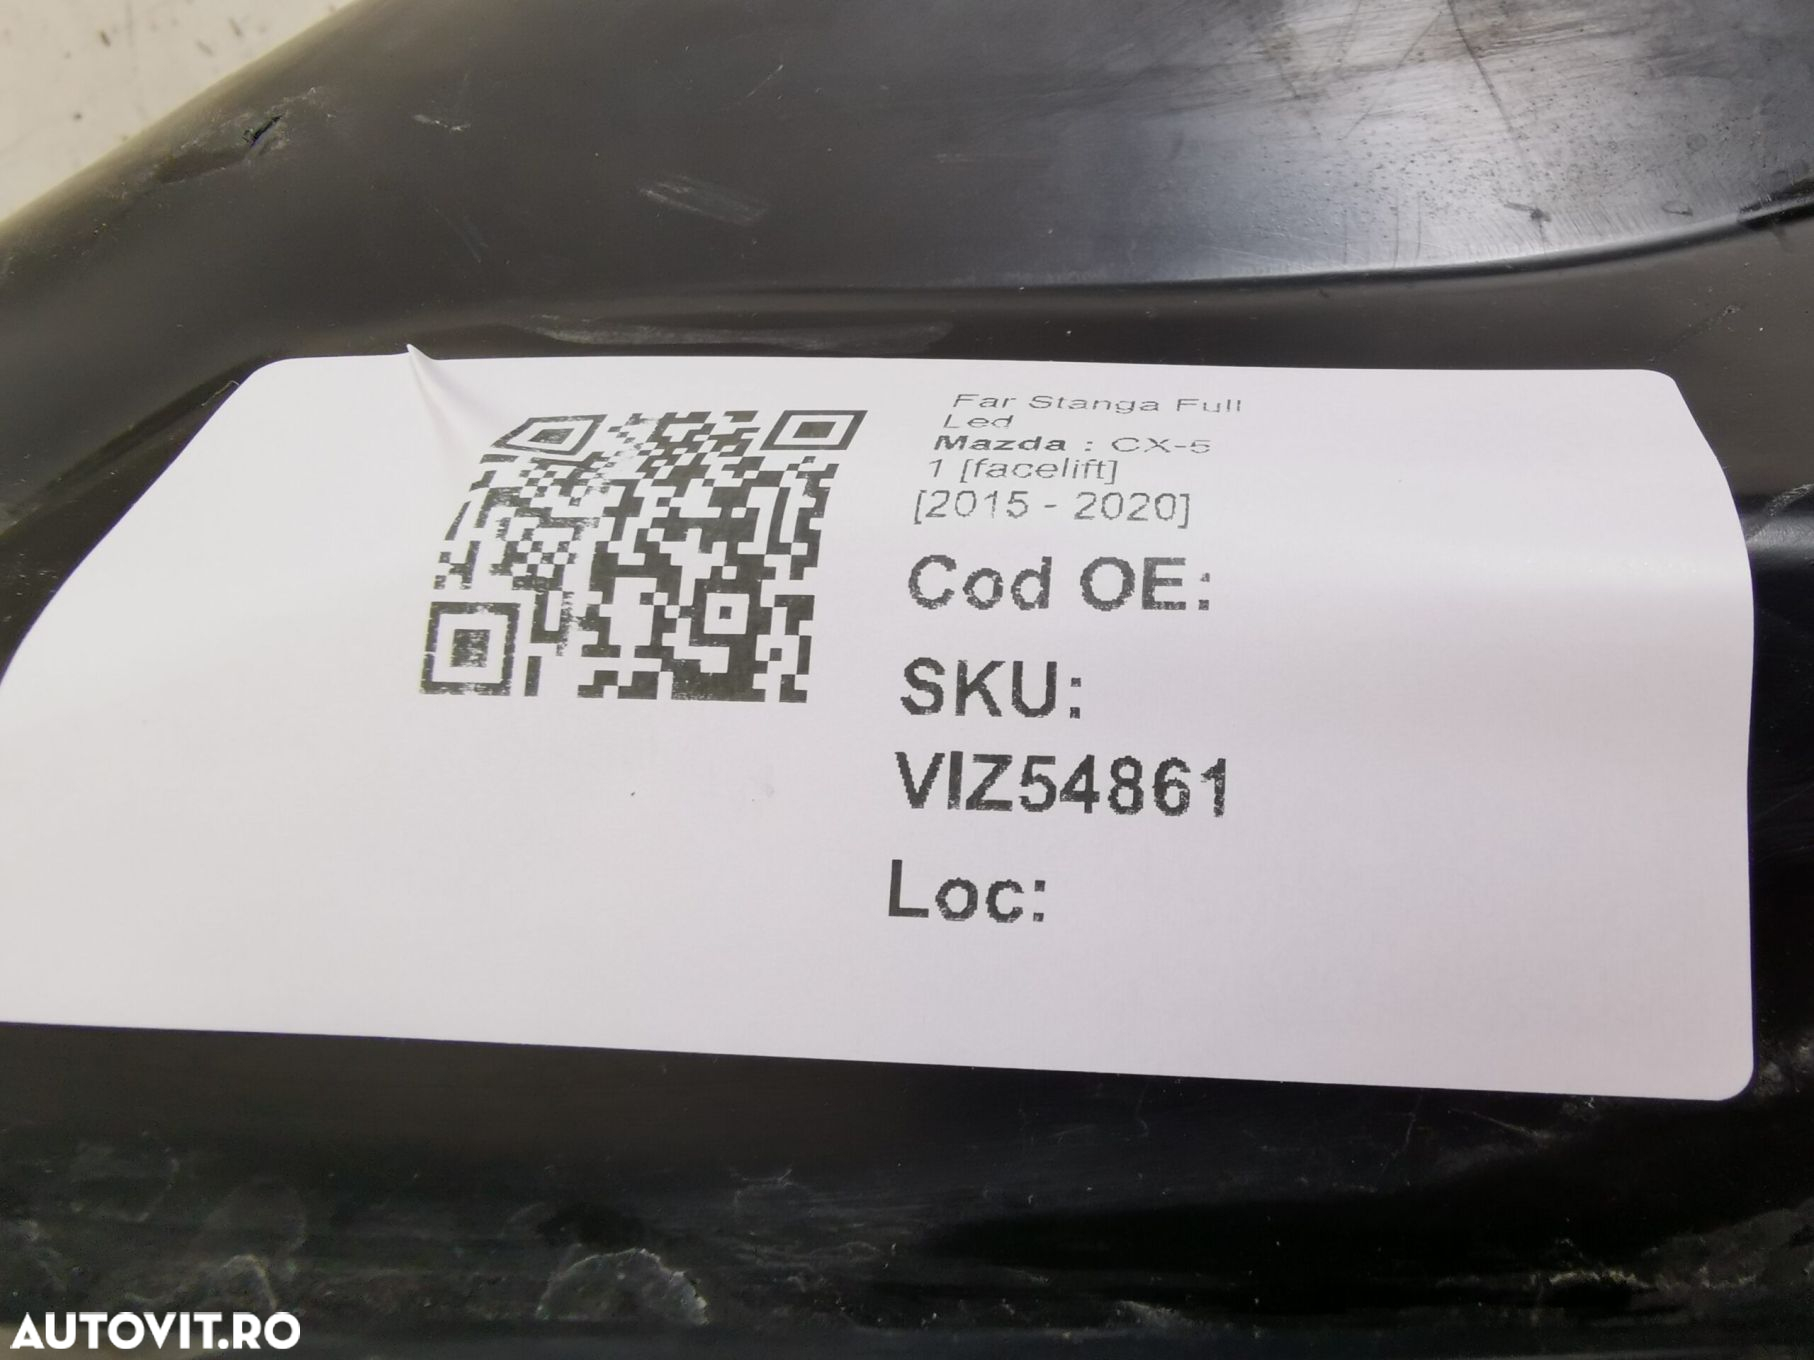 Far Stanga Full
Led
Mazda : CX-5
1 [facelift]
[2015 - 2020]
Cod OE:
SKU:
VIZ54861
Loc:
AUTOVIT.RO